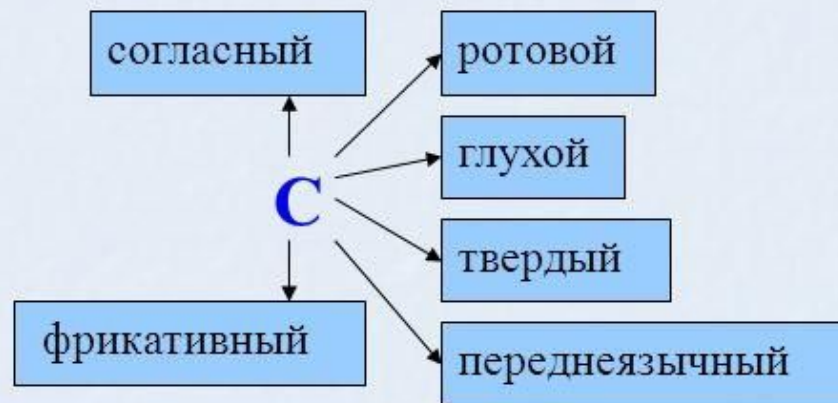 согласный
ротовой
глухой
С
твердый
фрикативный
переднеязычный